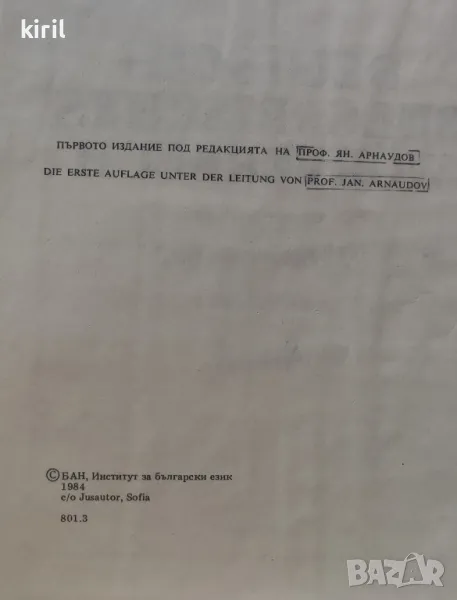 kiril
ПЪРВОТО ИЗДАНИЕ ПОД РЕДАКЦИЯТА НА ПРОФ. ЯН. АРНАУДОВ
DIE ERSTE AUFLAGE UNTER DER LEITUNG VON PROF. JAN. ARNAUDOV
© БАН, Институт за български език
1984
c/o Jusautor, Sofia
801.3
BAZAR